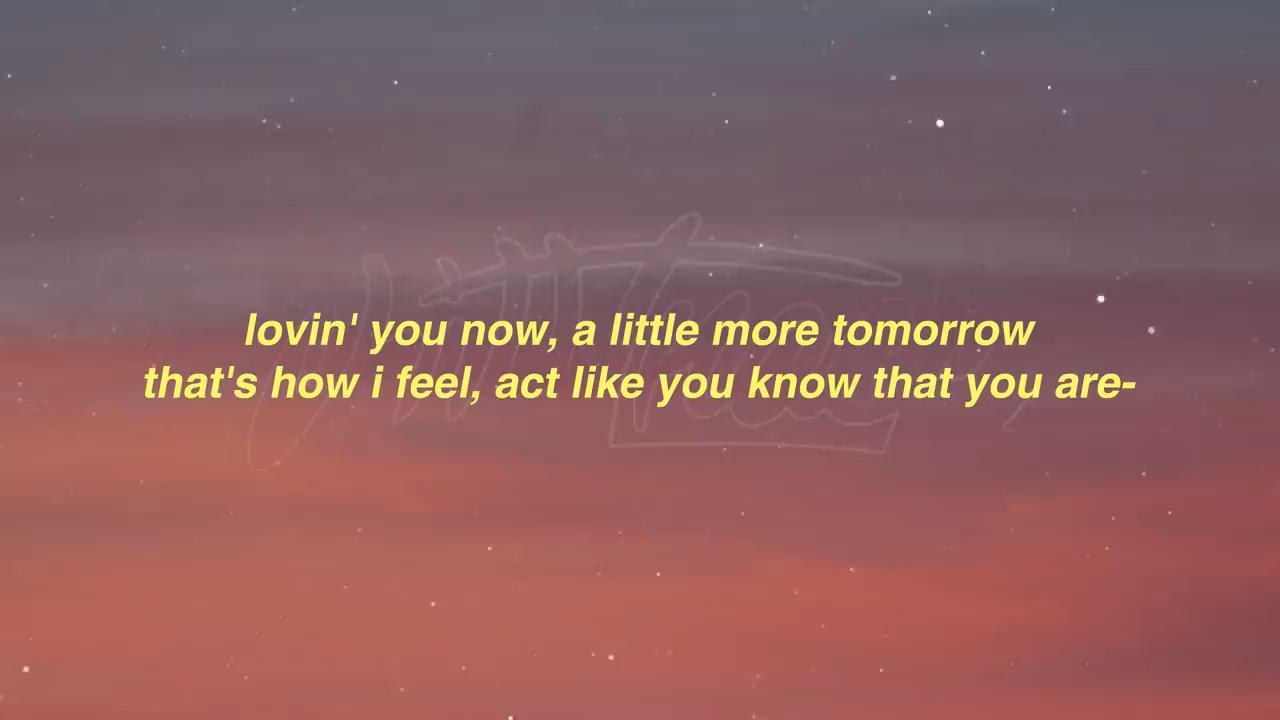 lovin' you now, a little more tomorrow
that's how i feel, act like you know that you are-